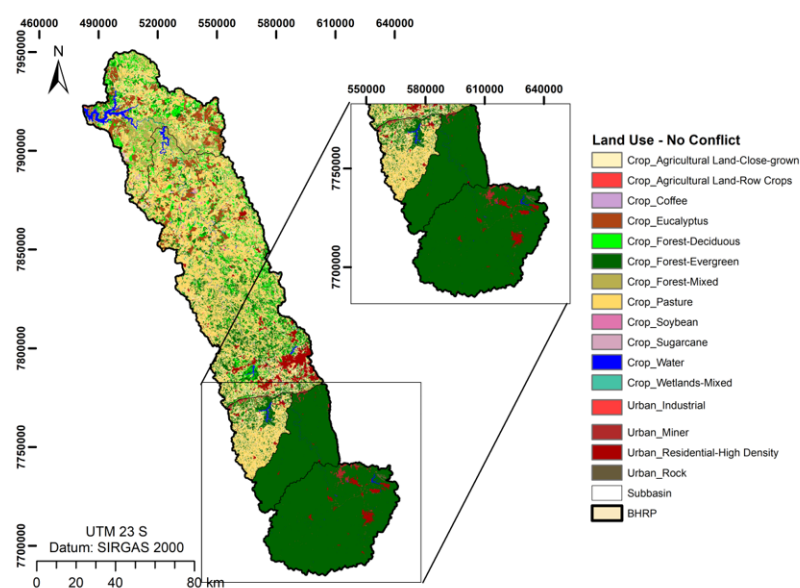 460000 490000 520000 550000 580000 610000 640000
7950000
7900000
7850000
7800000
7750000
7700000
N
550000 580000 610000 640000
7750000
7700000
Land Use - No Conflict
Crop_Agricultural Land-Close-grown
Crop_Agricultural Land-Row Crops
Crop_Coffee
Crop_Eucalyptus
Crop_Forest-Deciduous
Crop_Forest-Evergreen
Crop_Forest-Mixed
Crop_Pasture
Crop_Soybean
Crop_Sugarcane
Crop_Water
Crop_Wetlands-Mixed
Urban_Industrial
Urban_Miner
Urban_Residential-High Density
Urban_Rock
Subbasin
BHRP
UTM 23 S
Datum: SIRGAS 2000
0 20 40 80 km